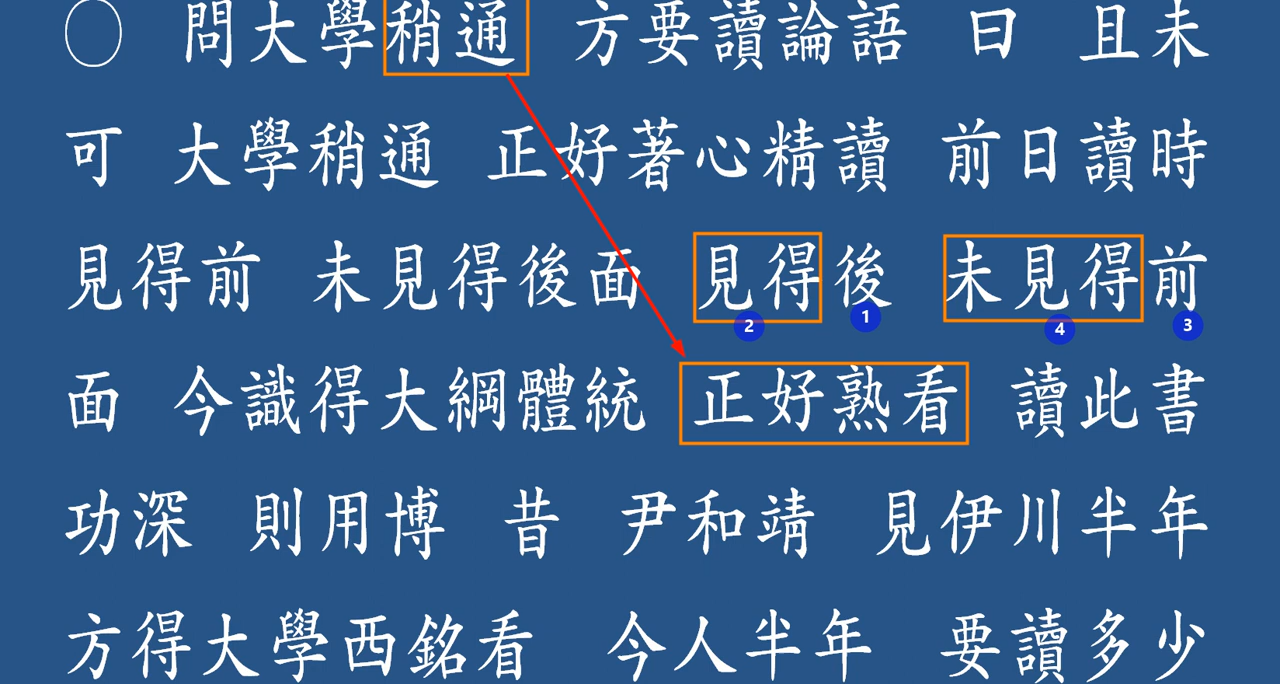 〇 問大學稍通 方要讀論語 曰 且未
可 大學稍通 正好著心精讀 前日讀時
見得前 未見得後面 見得後 未見得前
2 1 4 3
面 今識得大綱體統 正好熟看 讀此書
功深 則用博 昔 尹和靖 見伊川半年
方得大學西銘看 今人半年 要讀多少